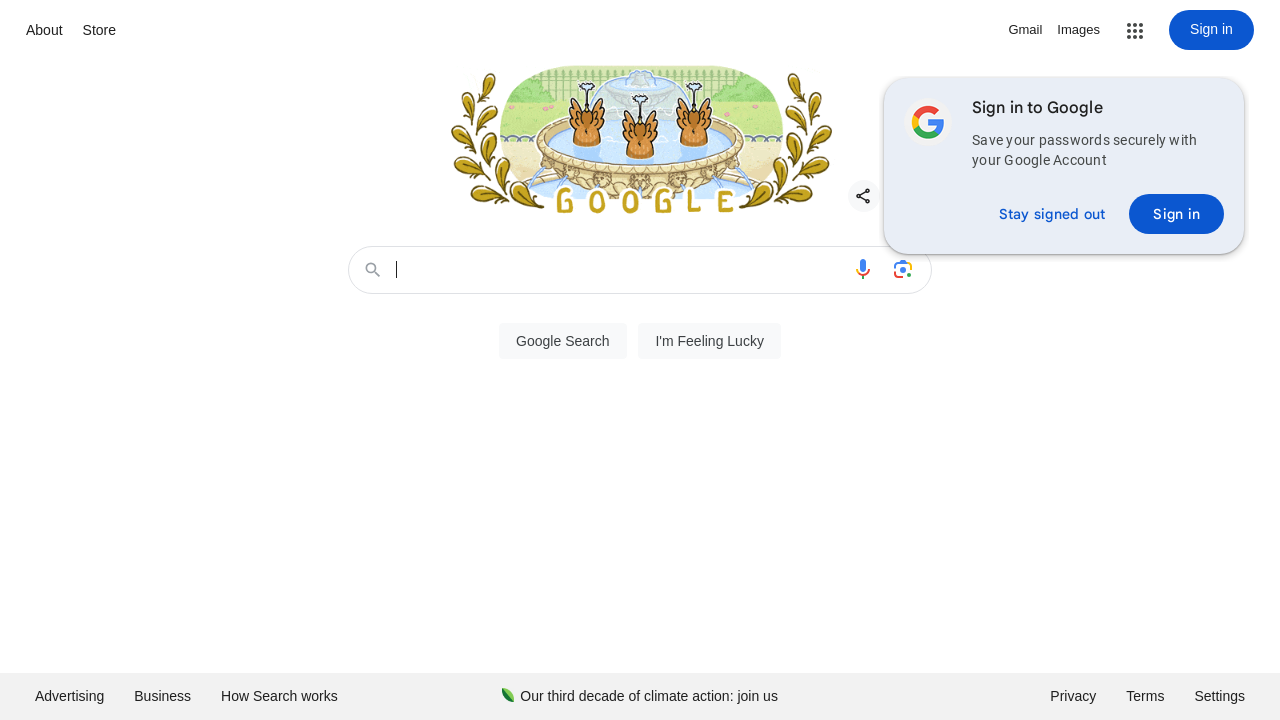 About
Store
Gmail
Images
Sign in
GOOGLE
Sign in to Google
Save your passwords securely with
your Google Account
Stay signed out
Sign in
Google Search
I'm Feeling Lucky
Advertising
Business
How Search works
Our third decade of climate action: join us
Privacy
Terms
Settings